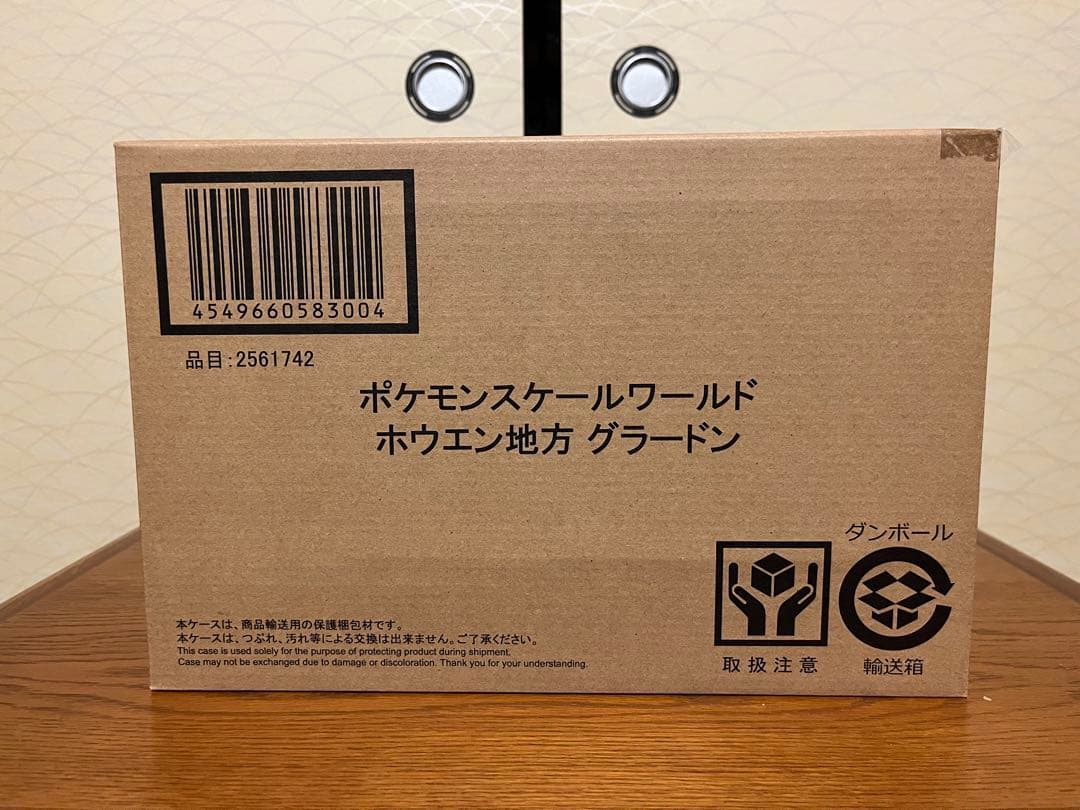 4549660583004
品目:2561742
ポケモンスケールワールド
ホウエン地方 グラードン
ダンボール
取扱注意
輸送箱
本ケースは、商品輸送用の保護梱包材です。
本ケースは、つぶれ、汚れ等による交換は出来ません。ご了承ください。
This case is used solely for the purpose of protecting product during shipment.
Case may not be exchanged due to damage or discoloration. Thank you for your understanding.